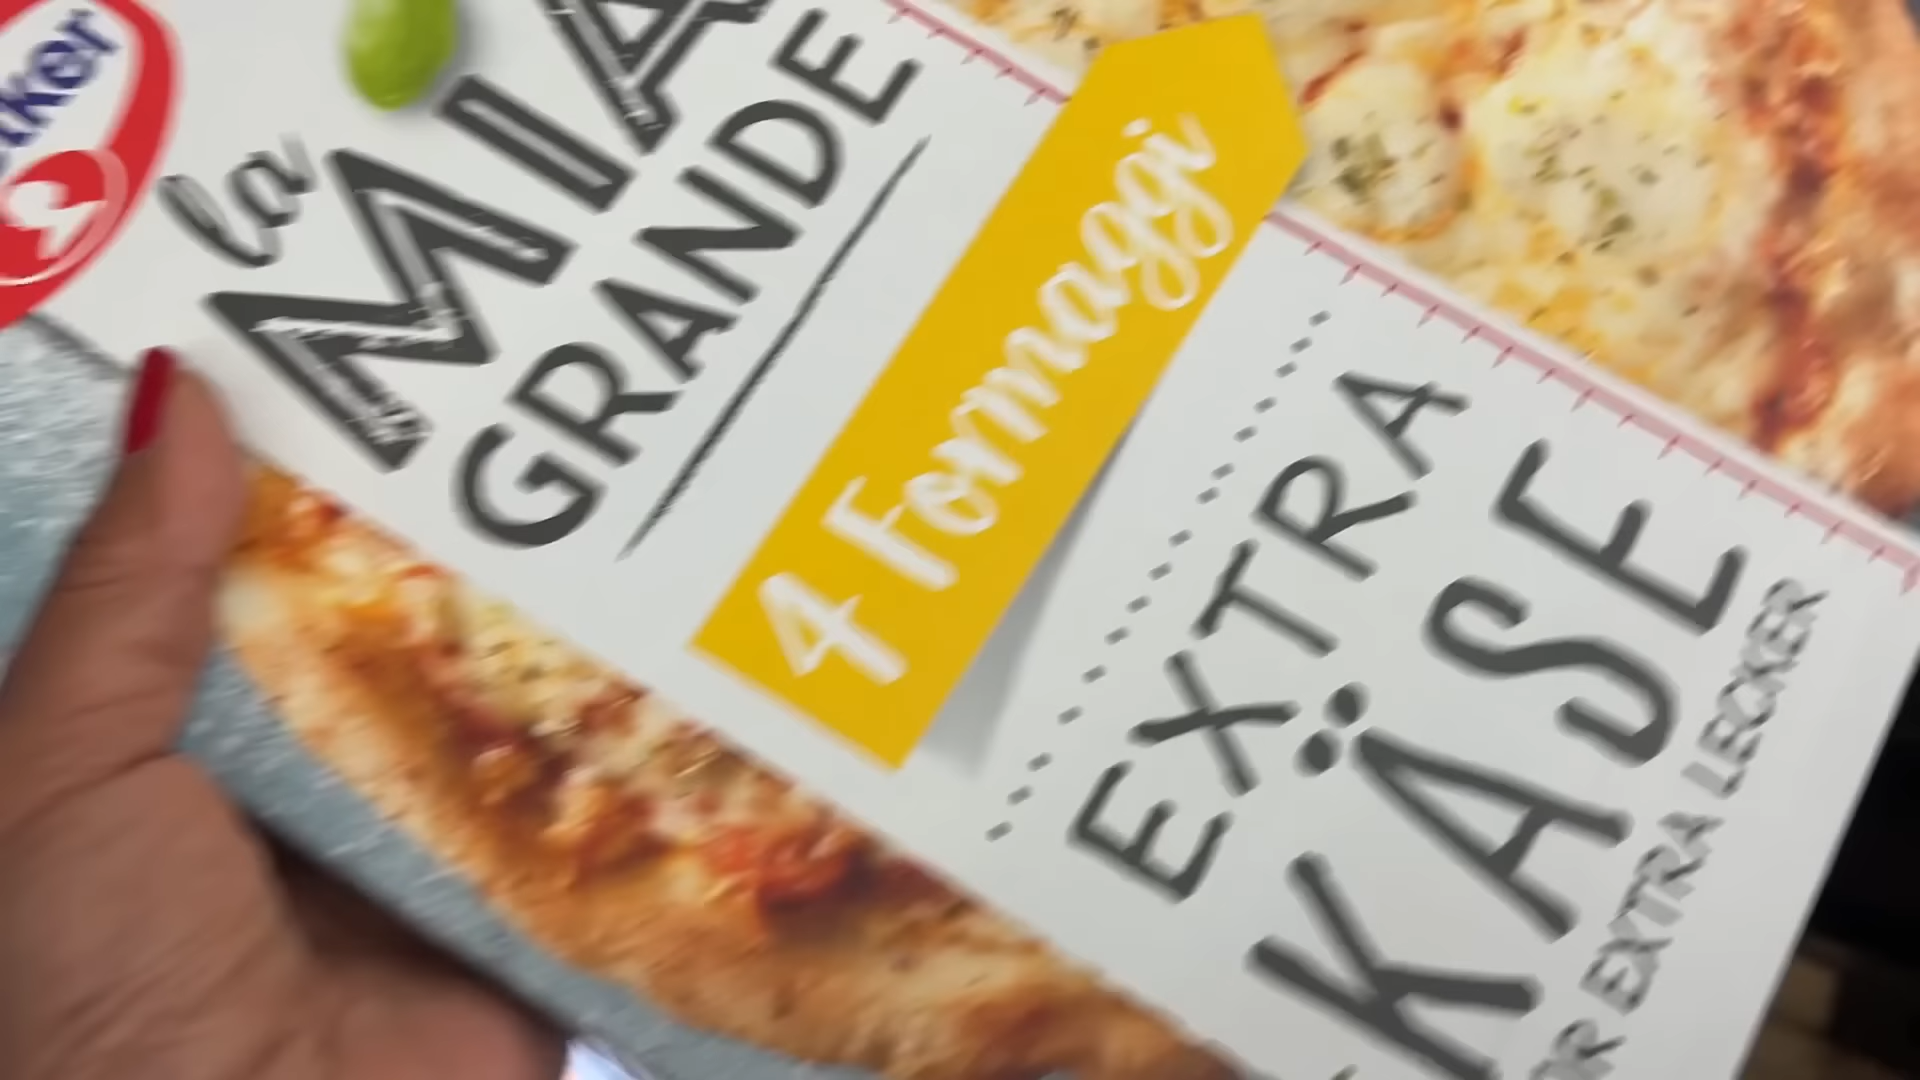 la
MIA
GRANDE
4 Formaggi
EXTRA
KÄSE
EXTRA LECKER